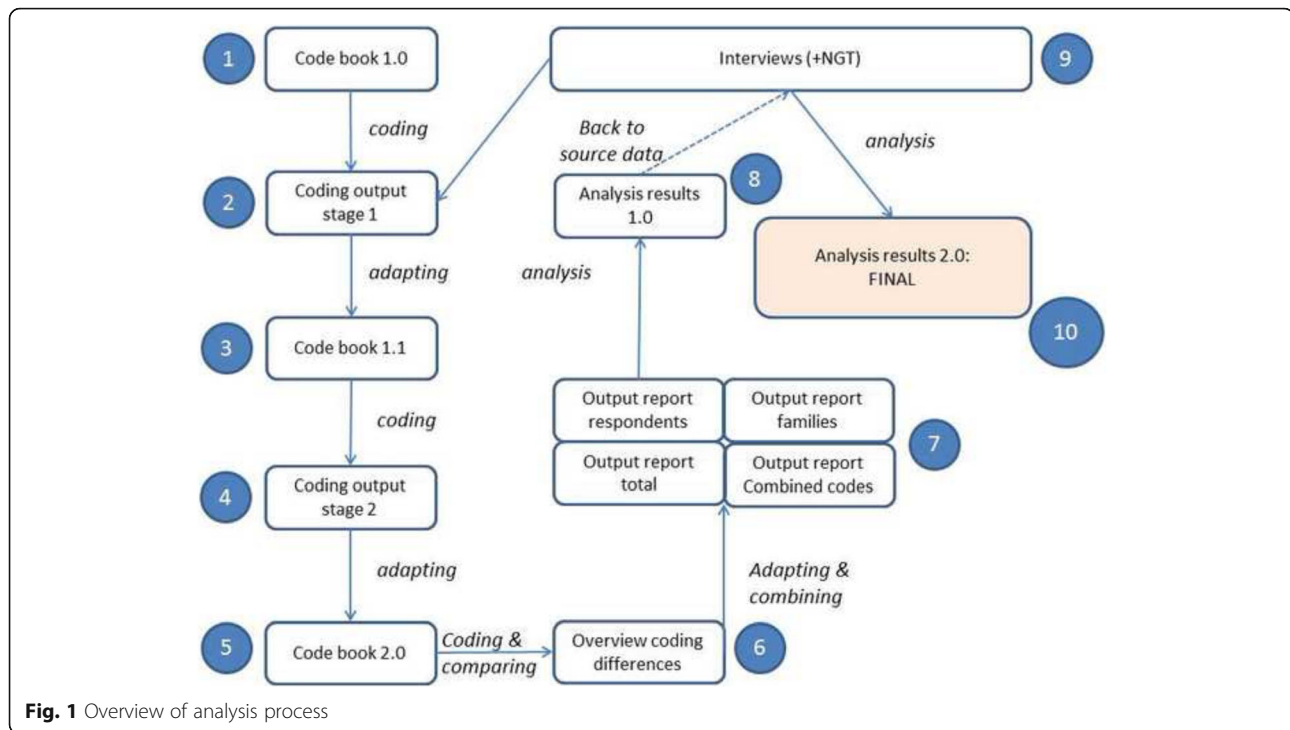 1
Code book 1.0
Interviews (+NGT)
9
coding
Back to
source data
analysis
2
Coding output
stage 1
Analysis results
1.0
8
adapting
analysis
Analysis results 2.0:
FINAL
10
3
Code book 1.1
coding
Output report
respondents
Output report
families
7
Output report
total
Output report
Combined codes
4
Coding output
stage 2
adapting
Adapting &
combining
5
Code book 2.0
Coding &
comparing
Overview coding
differences
6
Fig. 1 Overview of analysis process